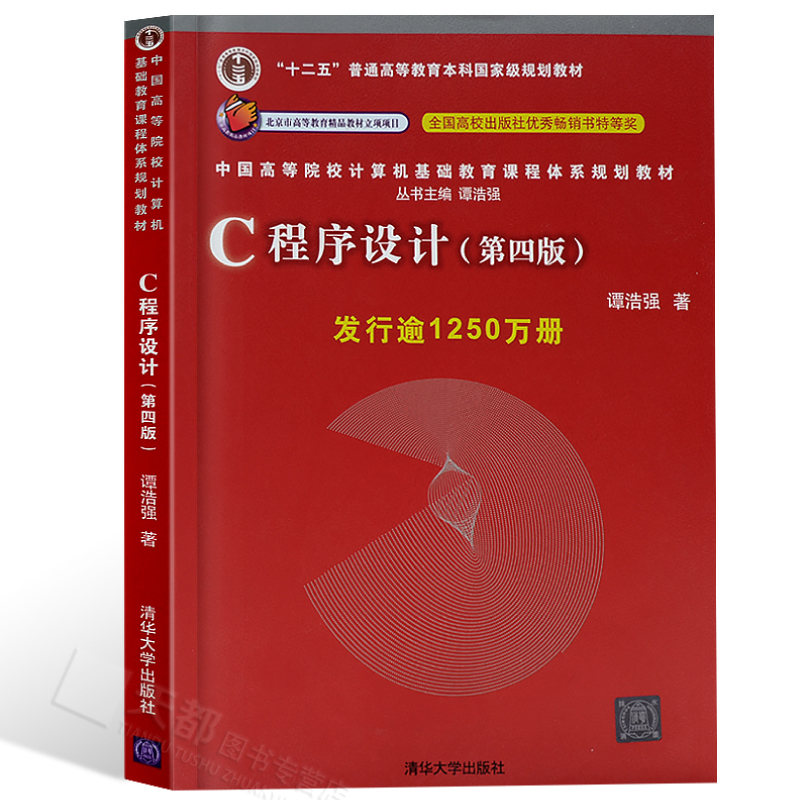 "十二五"普通高等教育本科国家级规划教材
北京市高等教育精品教材立项项目
全国高校出版社优秀畅销书特等奖
中国高等院校计算机基础教育课程体系规划教材
丛书主编 谭浩强
C程序设计(第四版)
谭浩强 著
发行逾1250万册
清华大学出版社
中国高等院校计算机
基础教育课程体系规划教材
C程序设计(第四版)
谭浩强 著
清华大学出版社
天都图书专营店